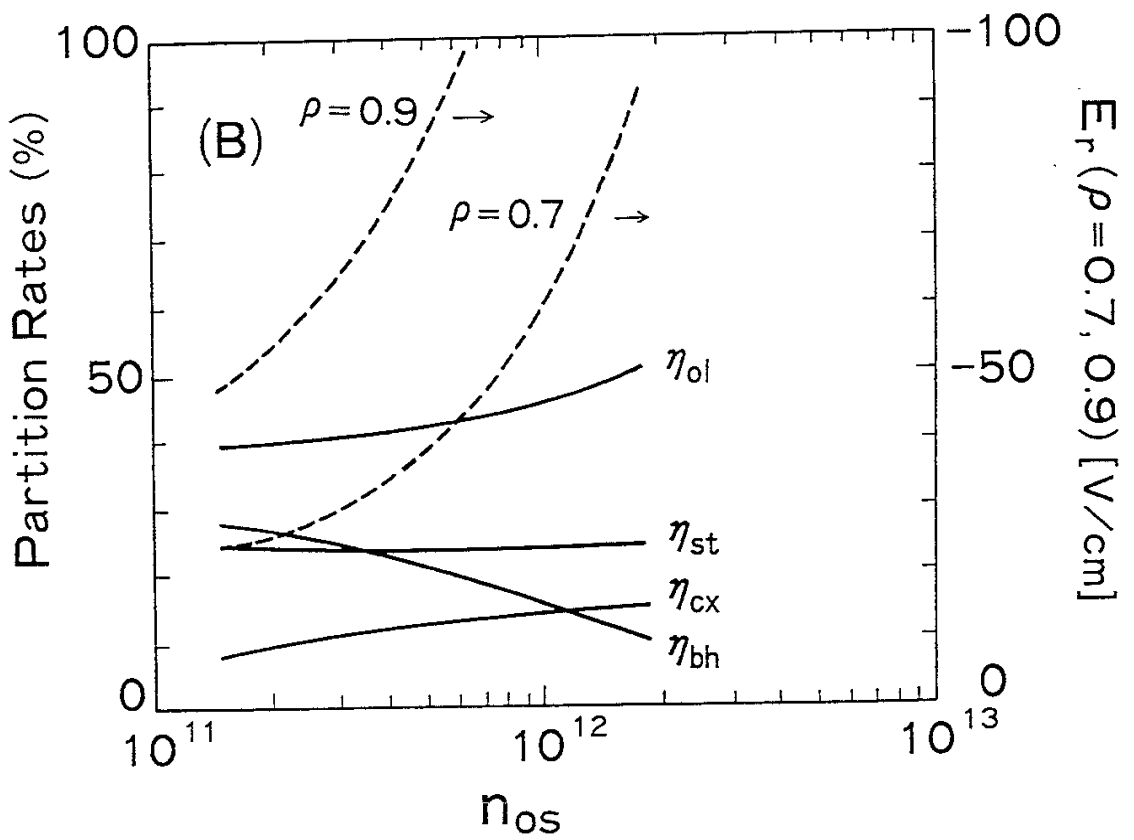 100
50
0
Partition Rates (%)
(B)
ρ=0.9 →
ρ=0.7 →
η_ol
η_st
η_cx
η_bh
-100
-50
0
E_r (ρ=0.7, 0.9) [V/cm]
10^11
10^12
10^13
n_os